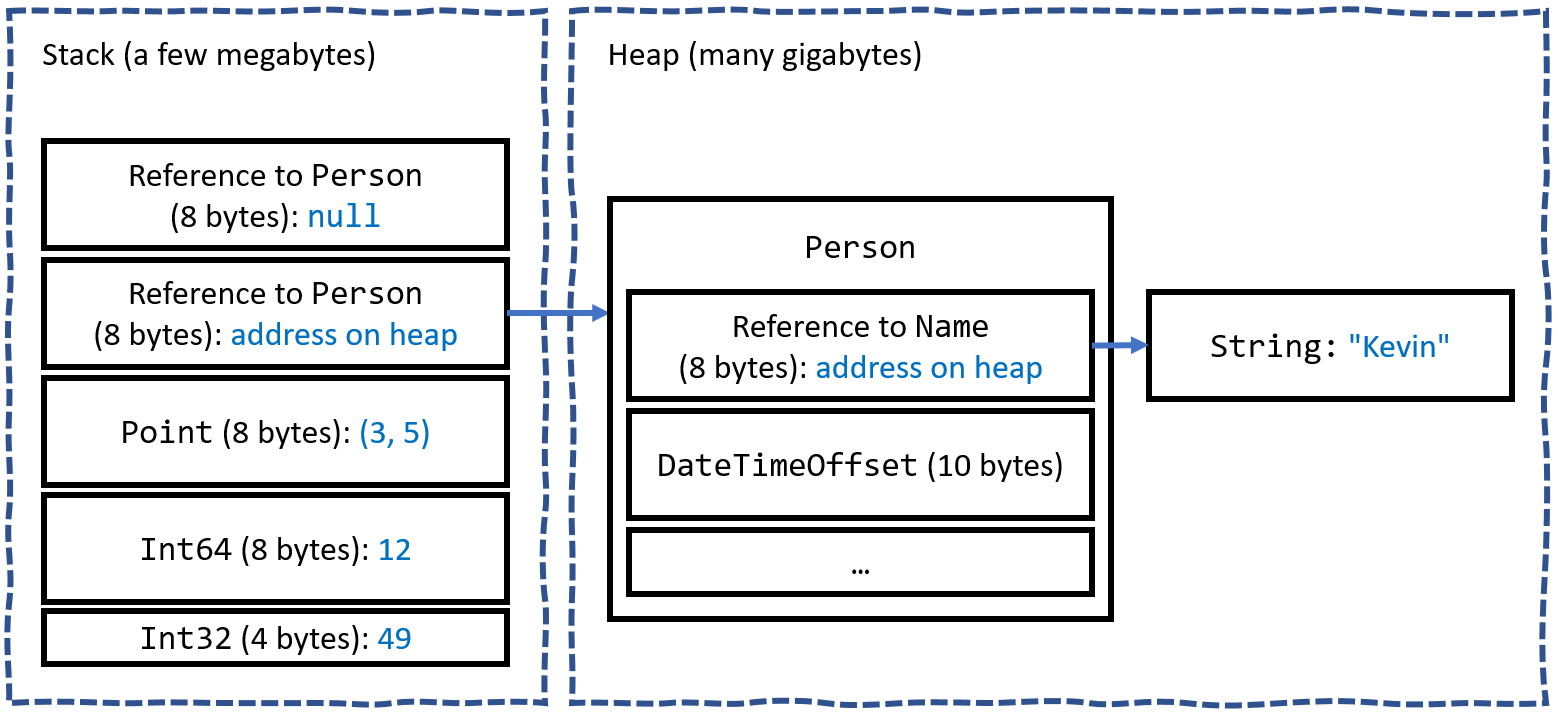 Stack (a few megabytes)
Reference to Person
(8 bytes): null
Reference to Person
(8 bytes): address on heap
Point (8 bytes): (3, 5)
Int64 (8 bytes): 12
Int32 (4 bytes): 49
Heap (many gigabytes)
Person
Reference to Name
(8 bytes): address on heap
DateTimeOffset (10 bytes)
…
String: "Kevin"